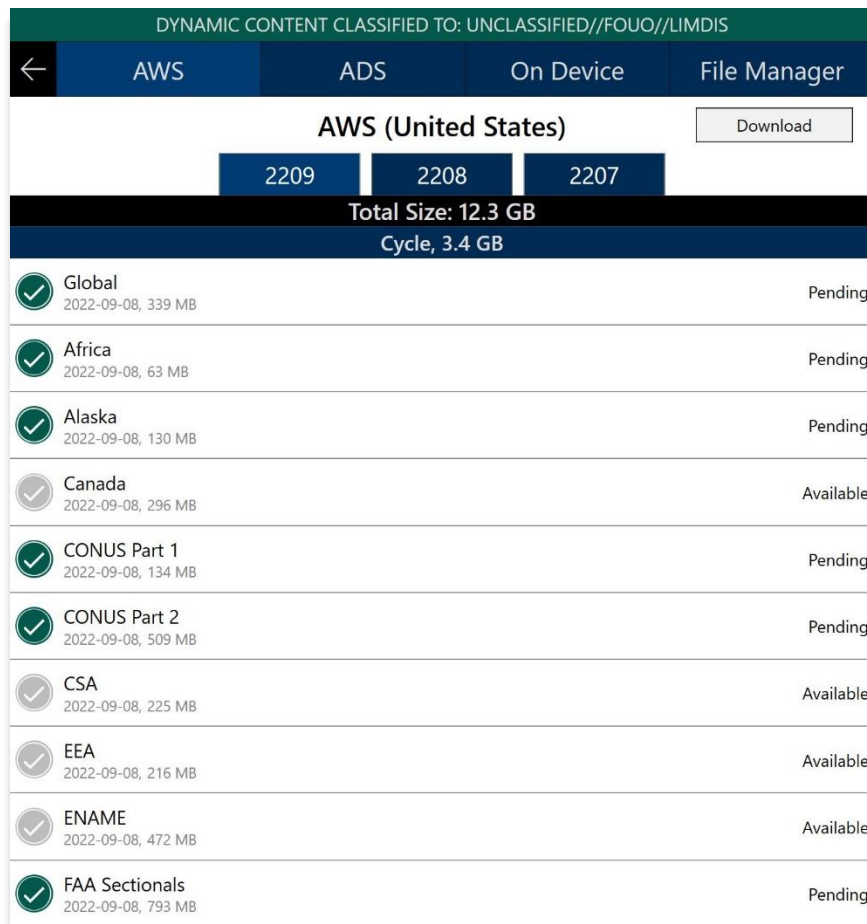 DYNAMIC CONTENT CLASSIFIED TO: UNCLASSIFIED//FOUO//LIMDIS
AWS ADS On Device File Manager
AWS (United States) Download
2209 2208 2207
Total Size: 12.3 GB
Cycle, 3.4 GB
Global
2022-09-08, 339 MB Pending
Africa
2022-09-08, 63 MB Pending
Alaska
2022-09-08, 130 MB Pending
Canada
2022-09-08, 296 MB Available
CONUS Part 1
2022-09-08, 134 MB Pending
CONUS Part 2
2022-09-08, 509 MB Pending
CSA
2022-09-08, 225 MB Available
EEA
2022-09-08, 216 MB Available
ENAME
2022-09-08, 472 MB Available
FAA Sectionals
2022-09-08, 793 MB Pending